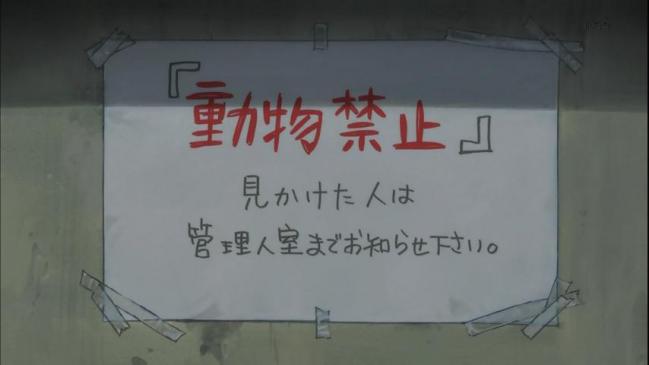 『動物禁止』
見かけた人は
管理人室までお知らせ下さい。